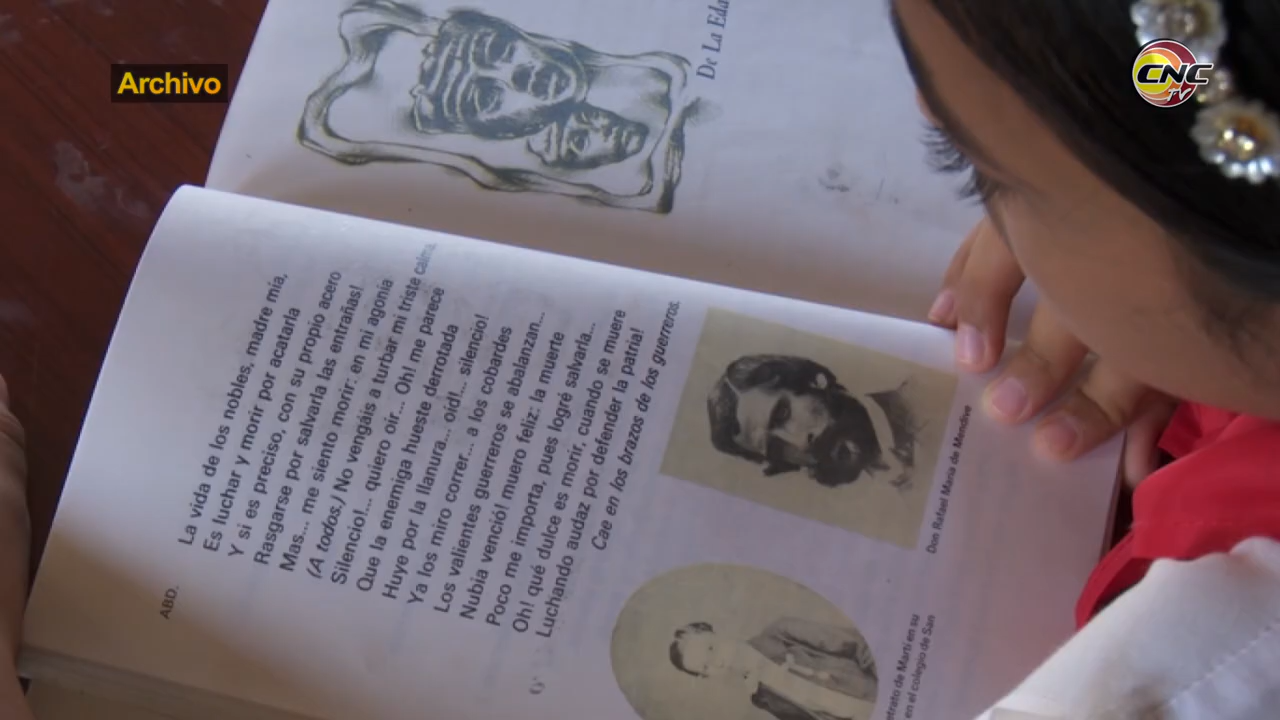 Archivo
CNC
TV
De La Eda
ABD.
La vida de los nobles, madre mía,
Es luchar y morir por acatarla
Y si es preciso, con su propio acero
Rasgarse por salvarla las entrañas!
Mas... me siento morir: en mi agonía
(A todos.) No vengáis a turbar mi triste calma.
Silencio!... quiero oír... Oh! me parece
Que la enemiga hueste derrotada
Huye por la llanura... oíd!... silencio!
Ya los miro correr... a los cobardes
Los valientes guerreros se abalanzan...
Nubia venció! muero feliz: la muerte
Poco me importa, pues logré salvarla...
Oh! qué dulce es morir, cuando se muere
Luchando audaz por defender la patria!
Cae en los brazos de los guerreros.
Don Rafael María de Mendive
etrato de Martí en su
en el colegio de San